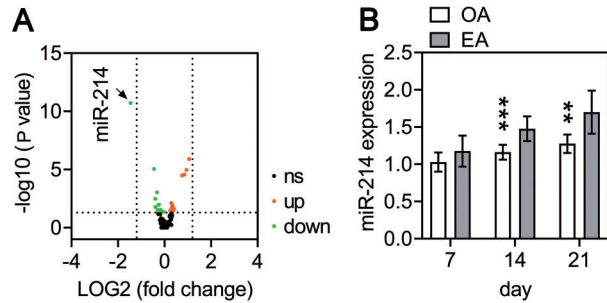 A
-log10 (P value)
15
10
5
0
miR-214
-4
-2
0
2
4
LOG2 (fold change)
ns
up
down
B
OA
EA
miR-214 expression
2.5
2.0
1.5
1.0
0.5
0.0
***
**
7
14
21
day